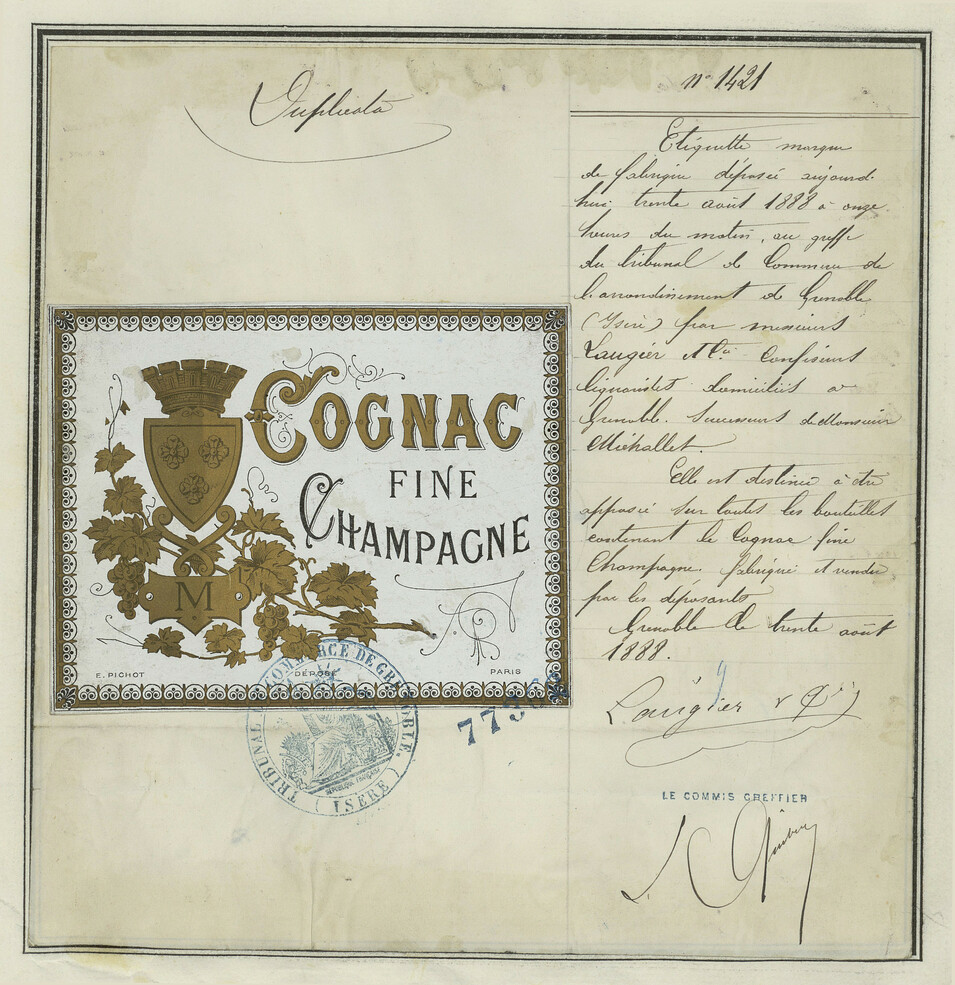 Duplicata
n° 1421
Etiquette marque
de fabrique déposée aujourd-
hui trente août 1888 à onze
heures du matin, au greffe
du tribunal de Commerce de
l'arrondissement de Grenoble
(Isère) par messieurs
Laugier et Cie Confiseurs
Liquoristes domiciliés à
Grenoble. Successeurs de Monsieur
Michallet.
Elle est destinée à être
apposée sur toutes les bouteilles
contenant le Cognac fine
Champagne. fabriqué et vendu
par les déposants
Grenoble le trente août
1888.
Laugier & Cie
LE COMMIS GREFFIER
COGNAC
FINE
CHAMPAGNE
M
E. PICHOT
DÉPOSÉ
PARIS
TRIBUNAL DE COMMERCE DE GRENOBLE.
(ISERE)
REPUBLIQUE FRANÇAISE